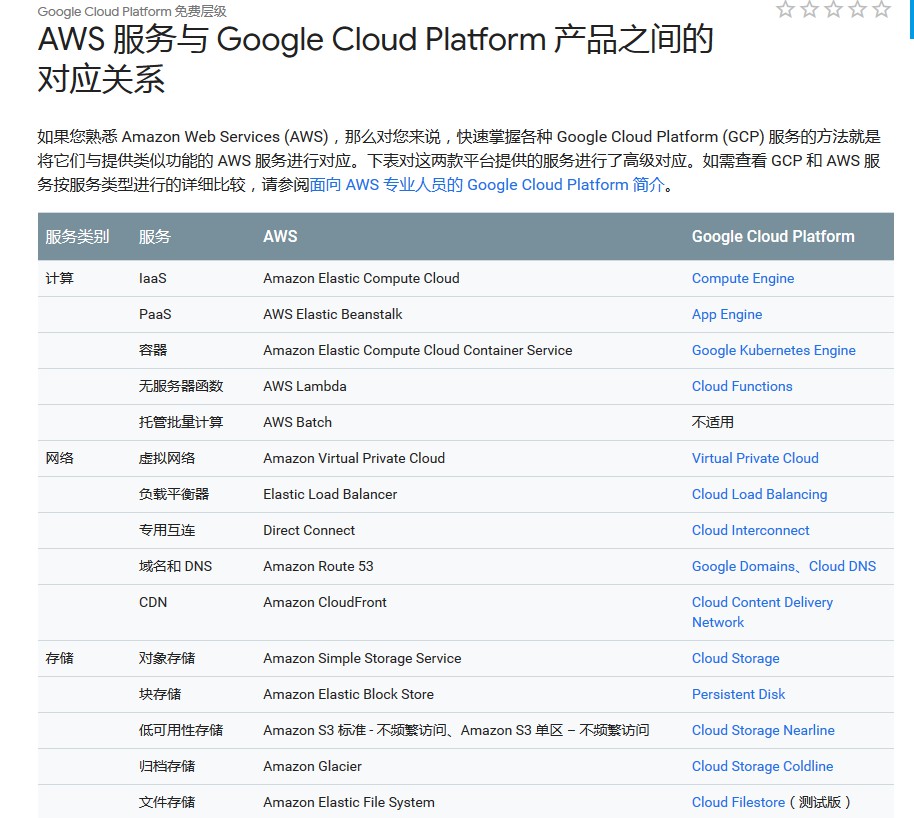 Google Cloud Platform 免费层级
AWS 服务与 Google Cloud Platform 产品之间的
对应关系
如果您熟悉 Amazon Web Services (AWS)，那么对您来说，快速掌握各种 Google Cloud Platform (GCP) 服务的方法就是
将它们与提供类似功能的 AWS 服务进行对应。下表对这两款平台提供的服务进行了高级对应。如需查看 GCP 和 AWS 服
务按服务类型进行的详细比较，请参阅面向 AWS 专业人员的 Google Cloud Platform 简介。
服务类别 服务 AWS Google Cloud Platform
计算 IaaS Amazon Elastic Compute Cloud Compute Engine
PaaS AWS Elastic Beanstalk App Engine
容器 Amazon Elastic Compute Cloud Container Service Google Kubernetes Engine
无服务器函数 AWS Lambda Cloud Functions
托管批量计算 AWS Batch 不适用
网络 虚拟网络 Amazon Virtual Private Cloud Virtual Private Cloud
负载平衡器 Elastic Load Balancer Cloud Load Balancing
专用互连 Direct Connect Cloud Interconnect
域名和 DNS Amazon Route 53 Google Domains、Cloud DNS
CDN Amazon CloudFront Cloud Content Delivery
Network
存储 对象存储 Amazon Simple Storage Service Cloud Storage
块存储 Amazon Elastic Block Store Persistent Disk
低可用性存储 Amazon S3 标准 - 不频繁访问、Amazon S3 单区 – 不频繁访问 Cloud Storage Nearline
归档存储 Amazon Glacier Cloud Storage Coldline
文件存储 Amazon Elastic File System Cloud Filestore（测试版）